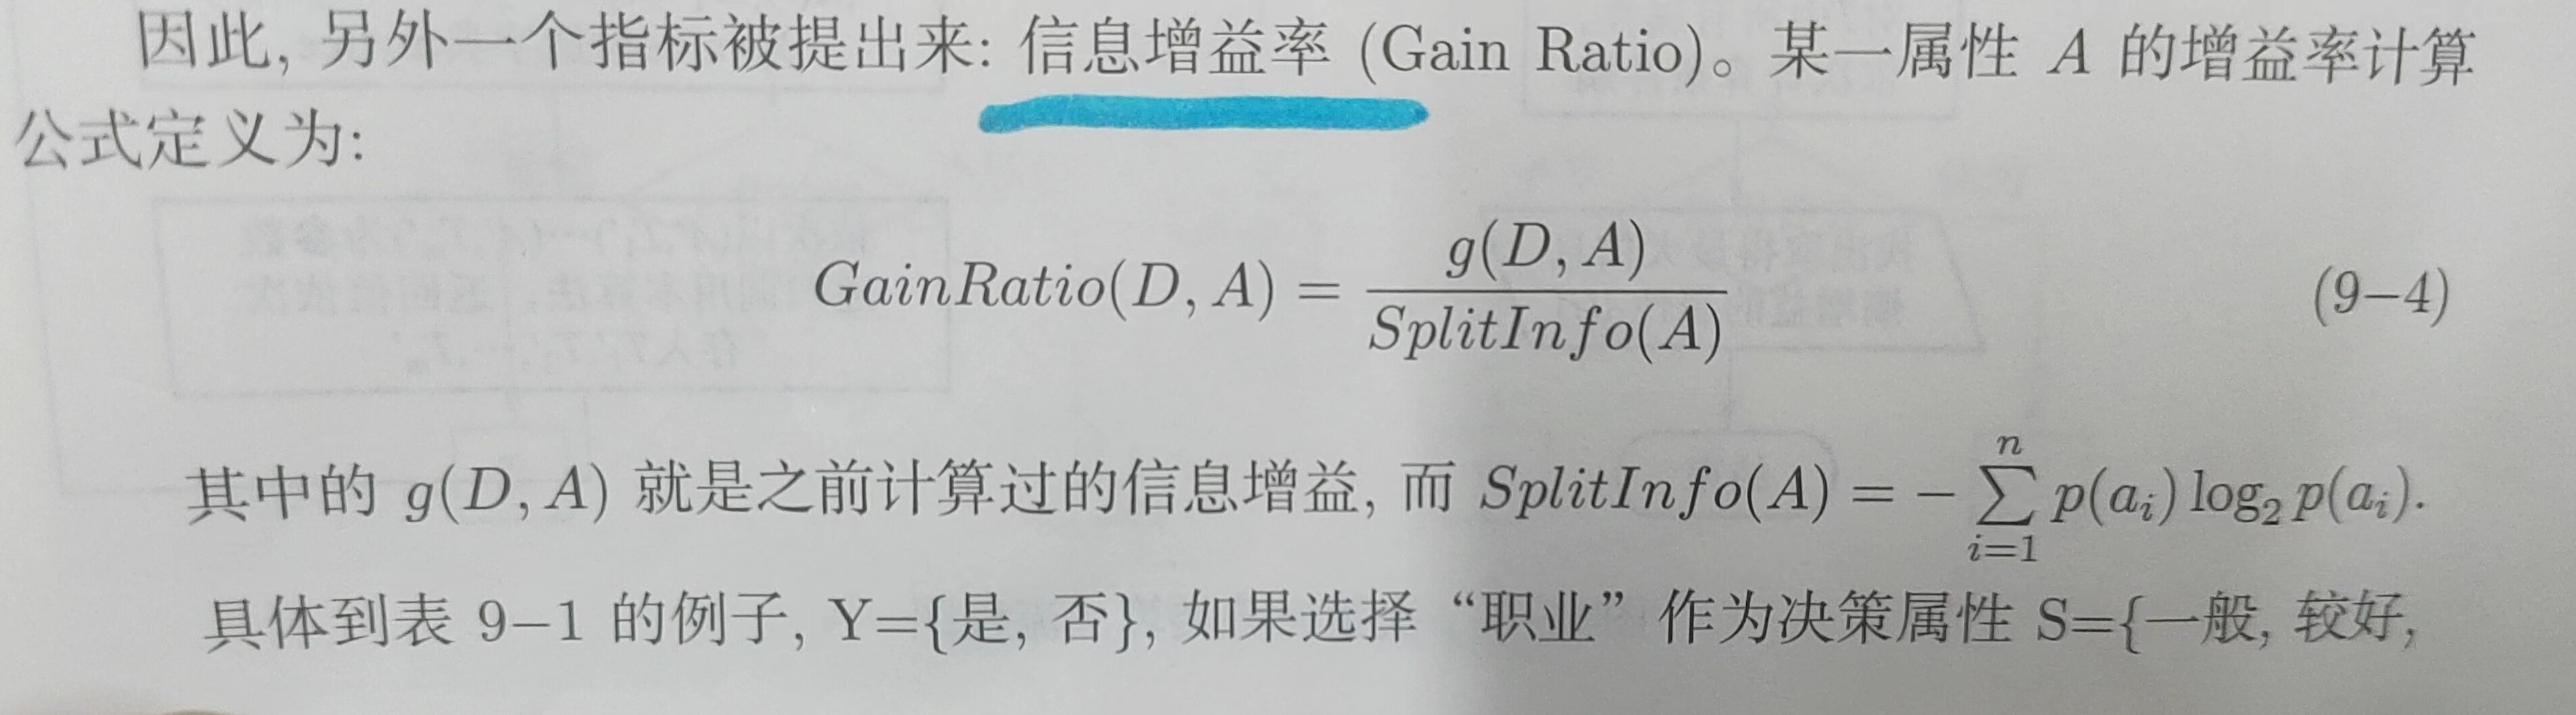 因此, 另外一个指标被提出来: 信息增益率 (Gain Ratio)。某一属性 A 的增益率计算
公式定义为:
GainRatio(D, A) = g(D, A) / SplitInfo(A) (9–4)
其中的 g(D, A) 就是之前计算过的信息增益, 而 SplitInfo(A) = − ∑_{i=1}^{n} p(a_i) log_2 p(a_i).
具体到表 9–1 的例子, Y={是, 否}, 如果选择 “职业” 作为决策属性 S={一般, 较好,